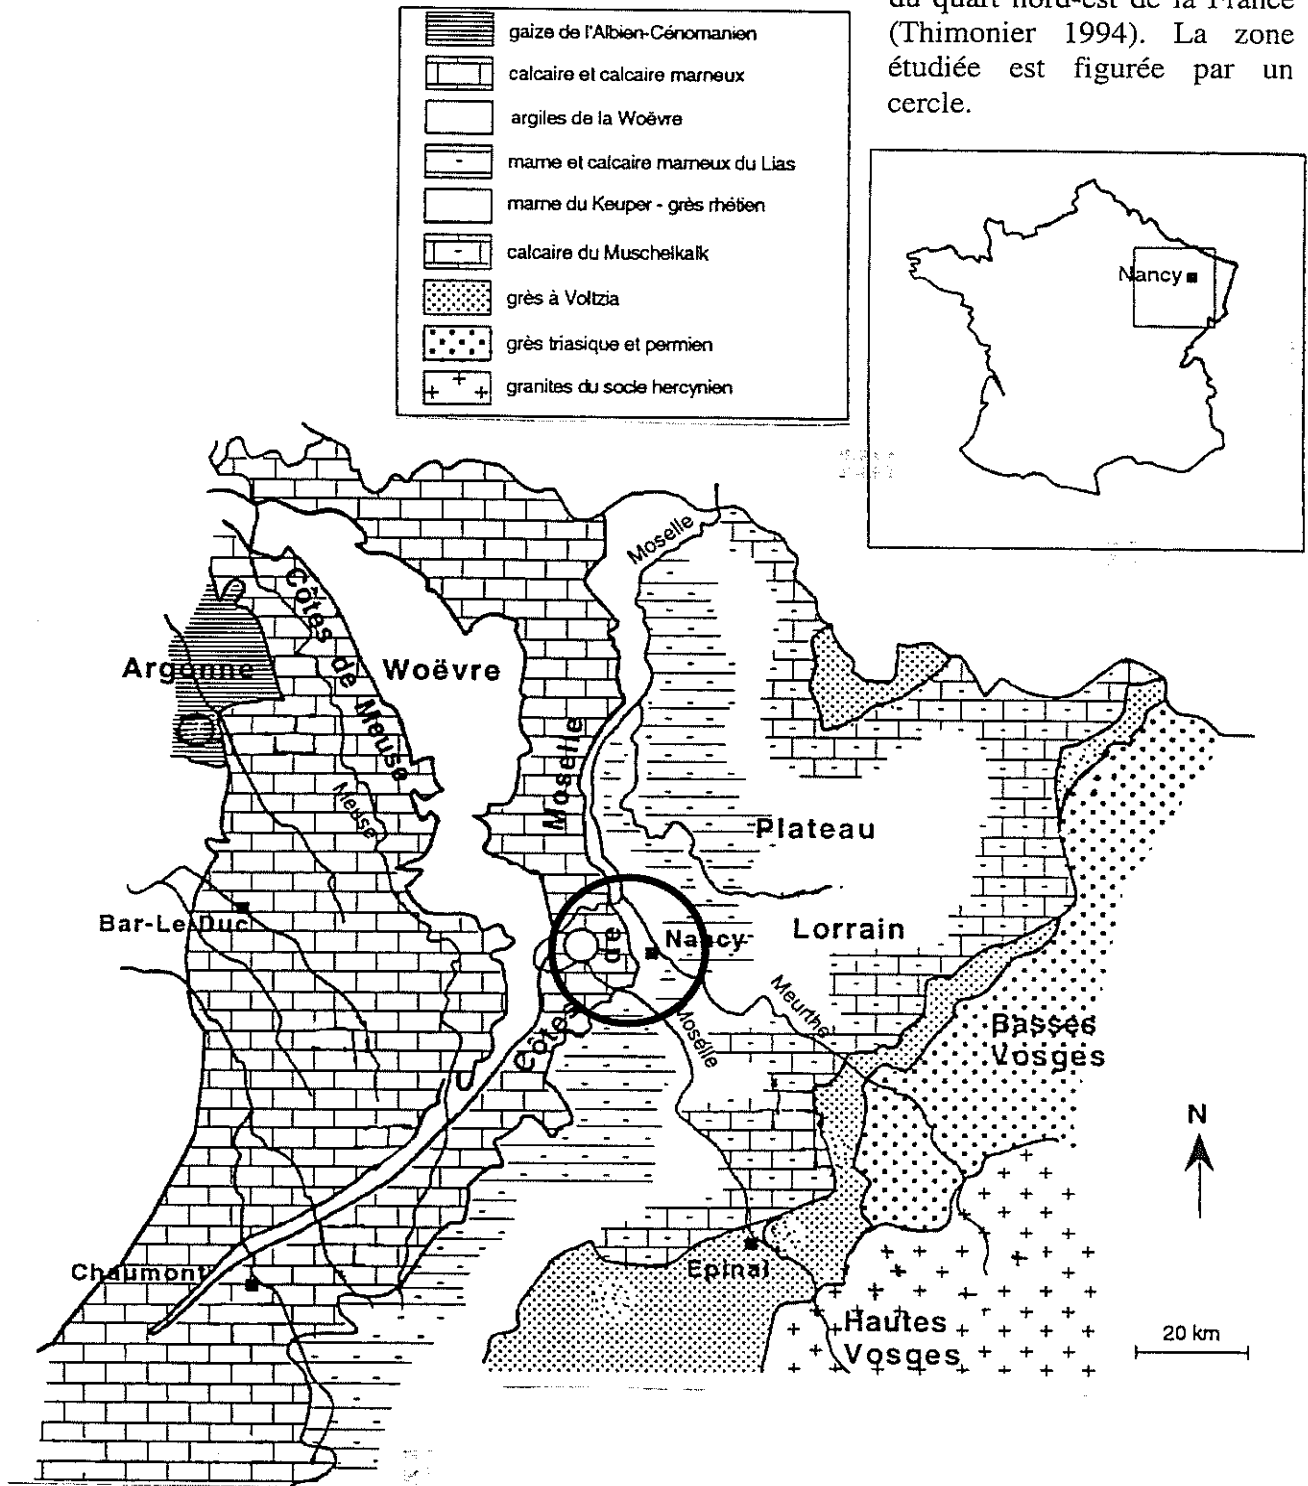 du quart nord-est de la France
(Thimonier 1994). La zone
étudiée est figurée par un
cercle.
gaize de l'Albien-Cénomanien
calcaire et calcaire marneux
argiles de la Woëvre
marne et calcaire marneux du Lias
marne du Keuper - grès rhétien
calcaire du Muschelkalk
grès à Voltzia
grès triasique et permien
granites du socle hercynien
Nancy
Moselle
Argonne
Côtes de Meuse
Woëvre
Meuse
Côtes de Moselle
Plateau
Lorrain
Bar-Le-Duc
Nancy
Meurthe
Moselle
Basses
Vosges
N
Chaumont
Epinal
Hautes
Vosges
20 km